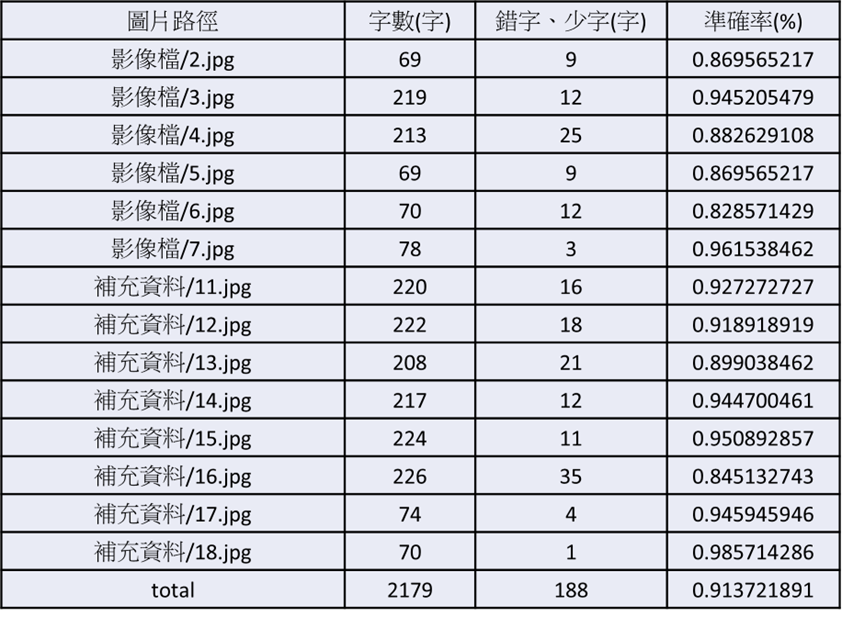 圖片路徑 字數(字) 錯字、少字(字) 準確率(%)
影像檔/2.jpg 69 9 0.869565217
影像檔/3.jpg 219 12 0.945205479
影像檔/4.jpg 213 25 0.882629108
影像檔/5.jpg 69 9 0.869565217
影像檔/6.jpg 70 12 0.828571429
影像檔/7.jpg 78 3 0.961538462
補充資料/11.jpg 220 16 0.927272727
補充資料/12.jpg 222 18 0.918918919
補充資料/13.jpg 208 21 0.899038462
補充資料/14.jpg 217 12 0.944700461
補充資料/15.jpg 224 11 0.950892857
補充資料/16.jpg 226 35 0.845132743
補充資料/17.jpg 74 4 0.945945946
補充資料/18.jpg 70 1 0.985714286
total 2179 188 0.913721891